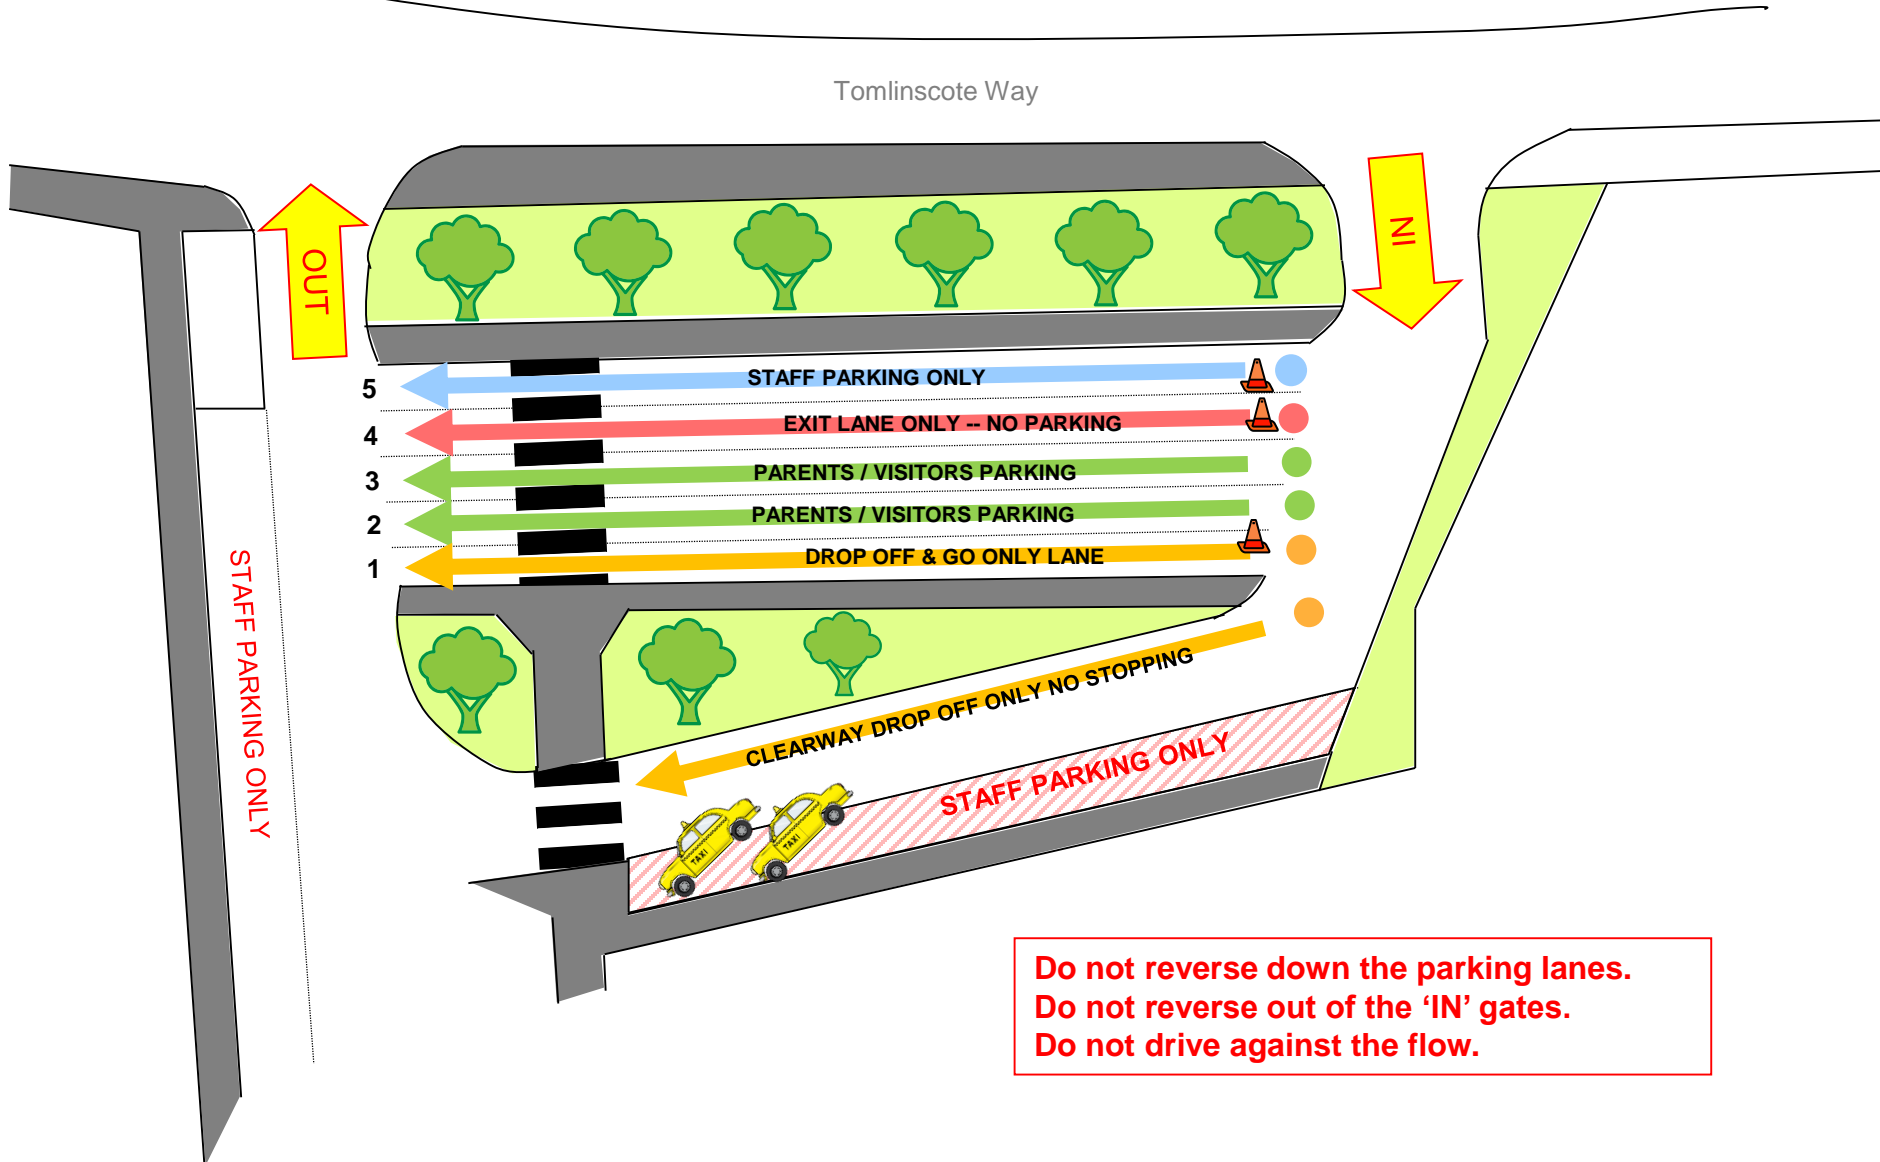 Tomlinscote Way
OUT
IN
5
STAFF PARKING ONLY
4
EXIT LANE ONLY -- NO PARKING
3
PARENTS / VISITORS PARKING
2
PARENTS / VISITORS PARKING
1
DROP OFF & GO ONLY LANE
STAFF PARKING ONLY
CLEARWAY DROP OFF ONLY NO STOPPING
STAFF PARKING ONLY
TAXI
TAXI
Do not reverse down the parking lanes.
Do not reverse out of the ‘IN’ gates.
Do not drive against the flow.